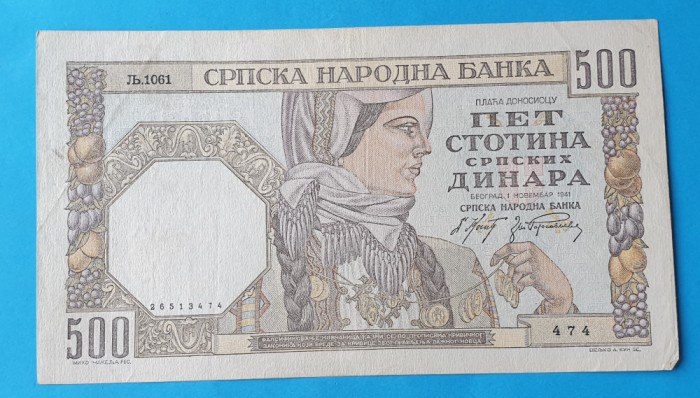 Љ.1061
СРПСКА НАРОДНА БАНКА
500
ПЛАЋА ДОНОСИОЦУ
ПЕТ
СТОТИНА
СРПСКИХ
ДИНАРА
БЕОГРАД, 1 НОВЕМБАР 1941
СРПСКА НАРОДНА БАНКА
26513474
500
474
500